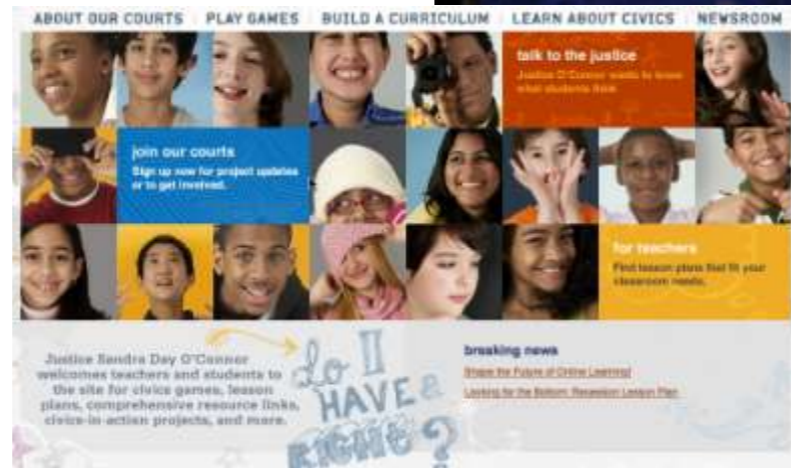 ABOUT OUR COURTS
PLAY GAMES
BUILD A CURRICULUM
LEARN ABOUT CIVICS
NEWSROOM
talk to the justice
Justice O'Connor wants to know
what students think
join our courts
Sign up now for project updates
or to get involved.
for teachers
Find lesson plans that fit your
classroom needs.
Justice Sandra Day O'Connor
welcomes teachers and students to
the site for civics games, lesson
plans, comprehensive resource links,
civics-in-action projects, and more.
do I
HAVE a
RIGHT?
breaking news
Shape the Future of Online Learning!
Looking for the Bottom: Recession Lesson Plan